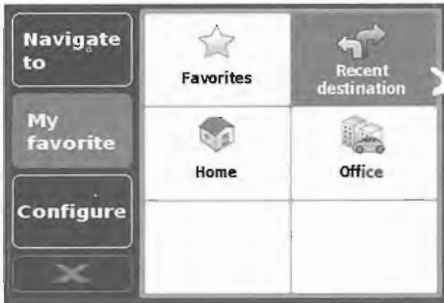 Navigate
to
My
favorite
Configure
Favorites
Recent
destination
Home
Office